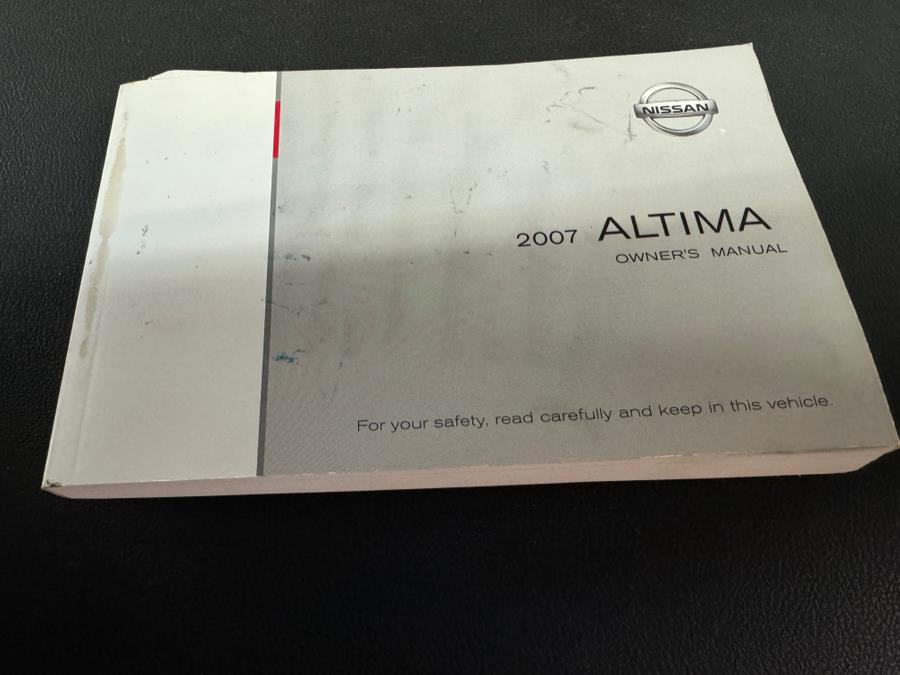 NISSAN
2007 ALTIMA
OWNER'S MANUAL
For your safety, read carefully and keep in this vehicle.